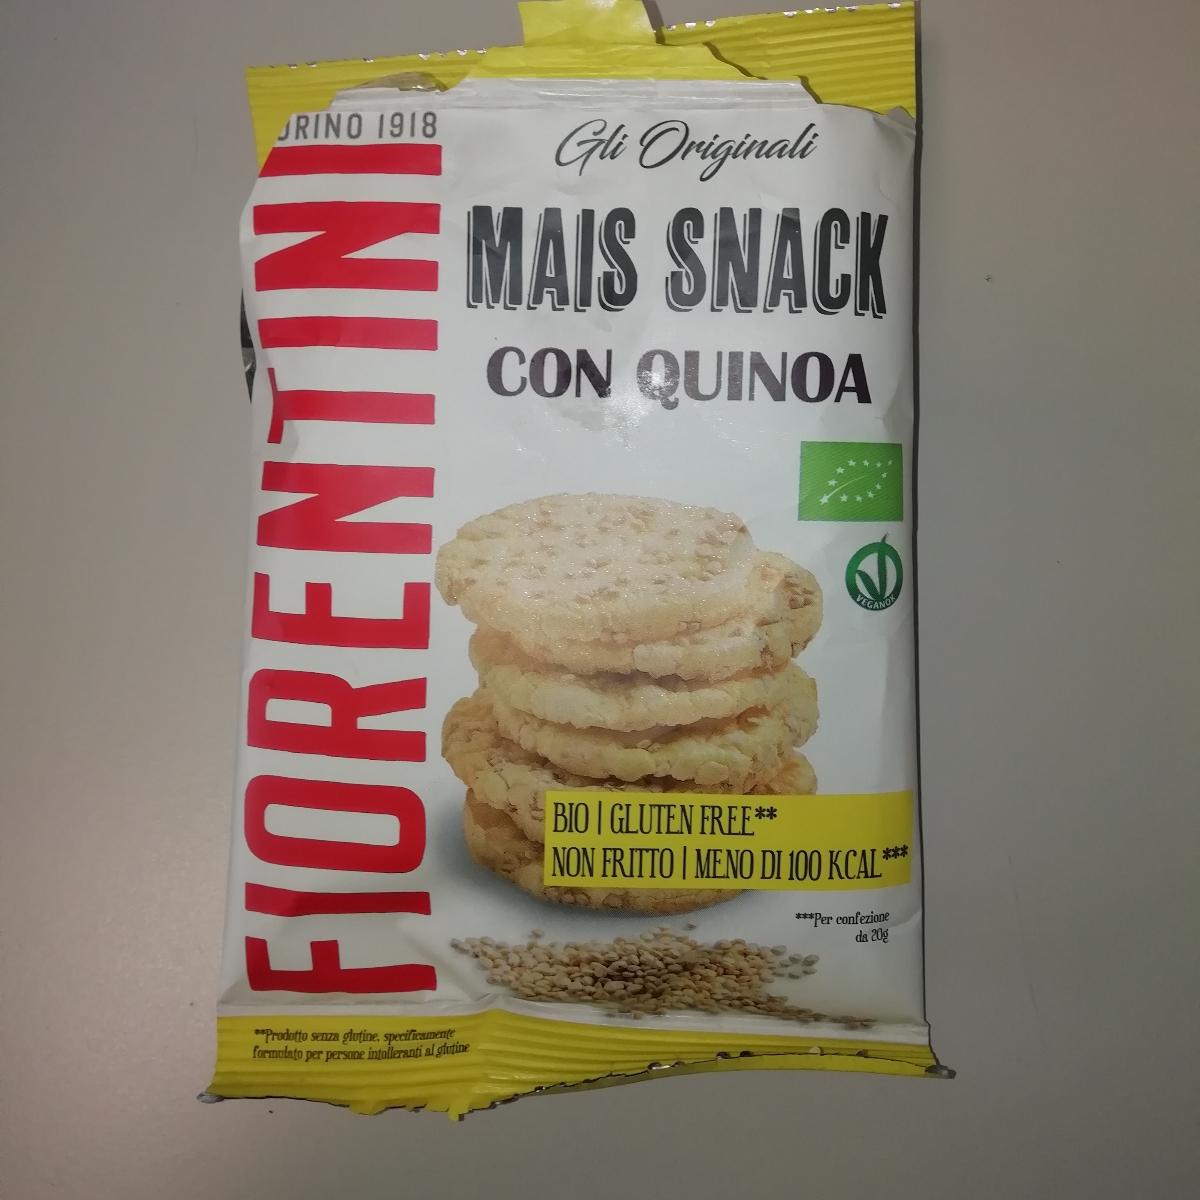 ORINO 1918
FIORENTINI
Gli Originali
MAIS SNACK
CON QUINOA
VEGANOK
BIO | GLUTEN FREE**
NON FRITTO | MENO DI 100 KCAL***
***Per confezione
da 20g
**Prodotto senza glutine, specificamente
formulato per persone intolleranti al glutine